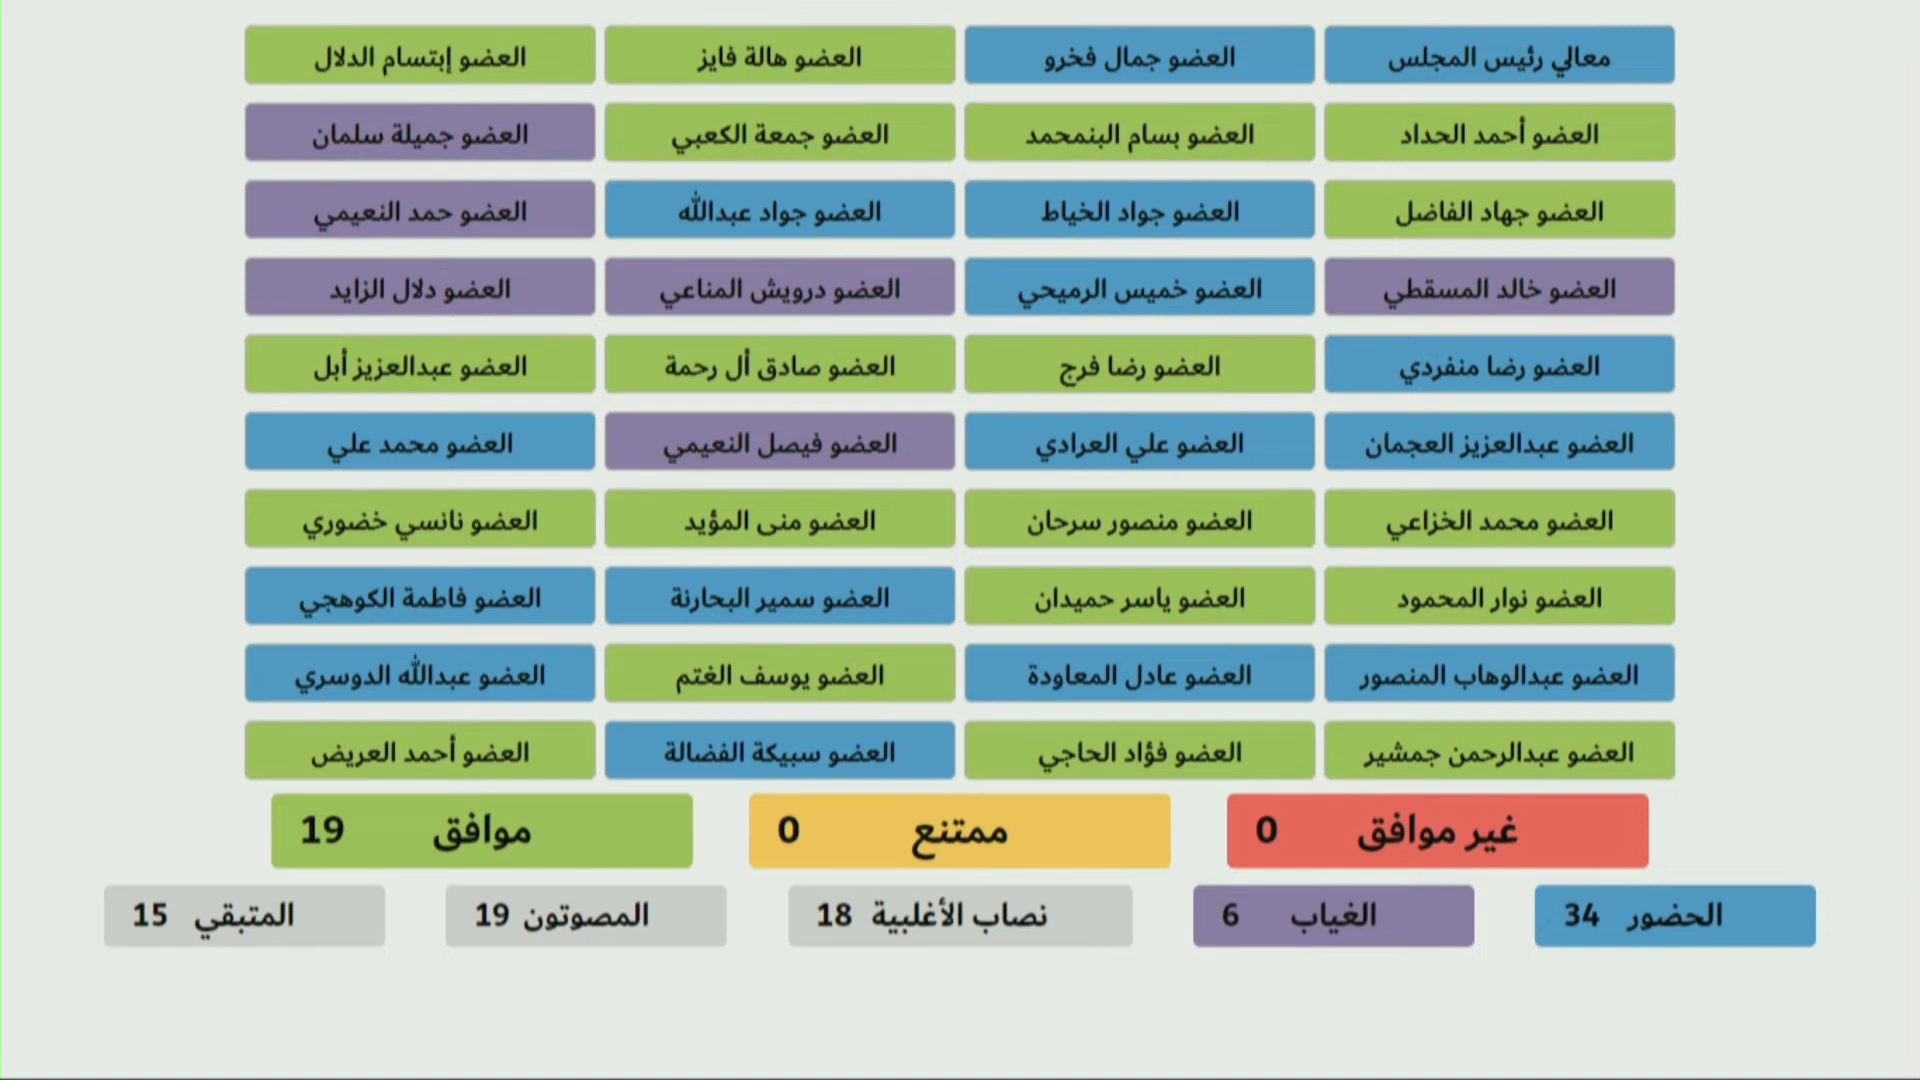 معالي رئيس المجلس
العضو جمال فخرو
العضو هالة فايز
العضو إبتسام الدلال
العضو أحمد الحداد
العضو بسام البنمحمد
العضو جمعة الكعبي
العضو جميلة سلمان
العضو جهاد الفاضل
العضو جواد الخياط
العضو جواد عبدالله
العضو حمد النعيمي
العضو خالد المسقطي
العضو خميس الرميحي
العضو درويش المناعي
العضو دلال الزايد
العضو رضا منفردي
العضو رضا فرج
العضو صادق أل رحمة
العضو عبدالعزيز أبل
العضو عبدالعزيز العجمان
العضو علي العرادي
العضو فيصل النعيمي
العضو محمد علي
العضو محمد الخزاعي
العضو منصور سرحان
العضو منى المؤيد
العضو نانسي خضوري
العضو نوار المحمود
العضو ياسر حميدان
العضو سمير البحارنة
العضو فاطمة الكوهجي
العضو عبدالوهاب المنصور
العضو عادل المعاودة
العضو يوسف الغتم
العضو عبدالله الدوسري
العضو عبدالرحمن جمشير
العضو فؤاد الحاجي
العضو سبيكة الفضالة
العضو أحمد العريض
غير موافق 0
ممتنع 0
موافق 19
الحضور 34
الغياب 6
نصاب الأغلبية 18
المصوتون 19
المتبقي 15